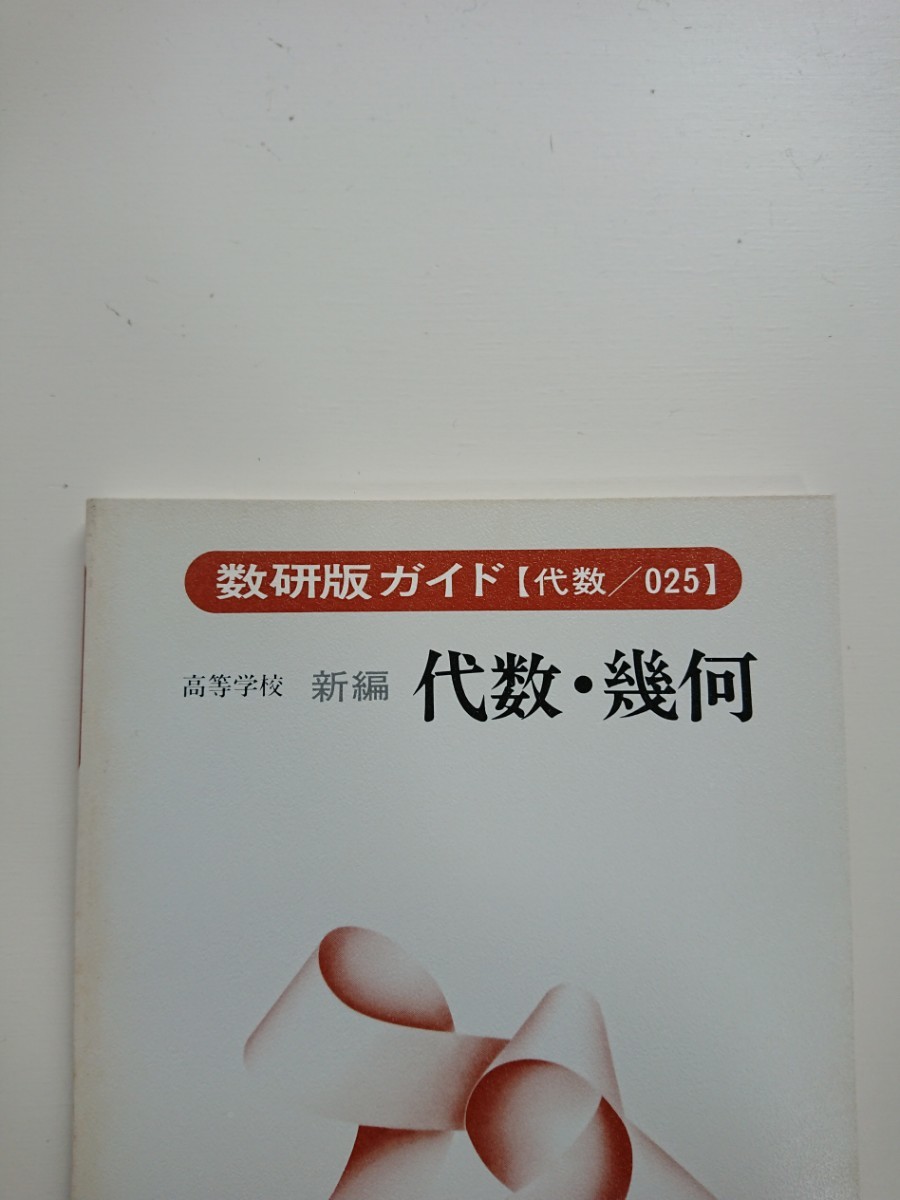 数研版 ガイド【代数/025】
高等学校 新編 代数・幾何